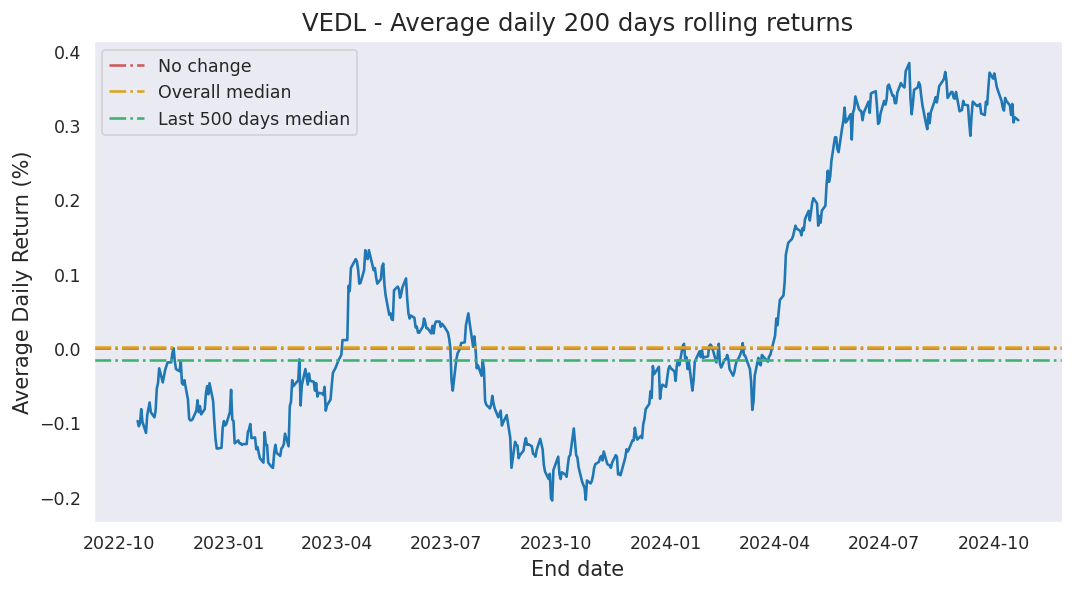 VEDL - Average daily 200 days rolling returns
No change
Overall median
Last 500 days median
Average Daily Return (%)
0.4
0.3
0.2
0.1
0.0
−0.1
−0.2
2022-10
2023-01
2023-04
2023-07
2023-10
2024-01
2024-04
2024-07
2024-10
End date